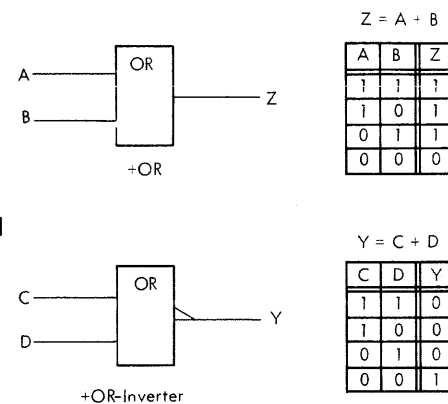 Z = A + B
OR
A
B
Z
+OR
A B Z
1 1 1
1 0 1
0 1 1
0 0 0
Y = C + D
OR
C
D
Y
+OR-Inverter
C D Y
1 1 0
1 0 0
0 1 0
0 0 1